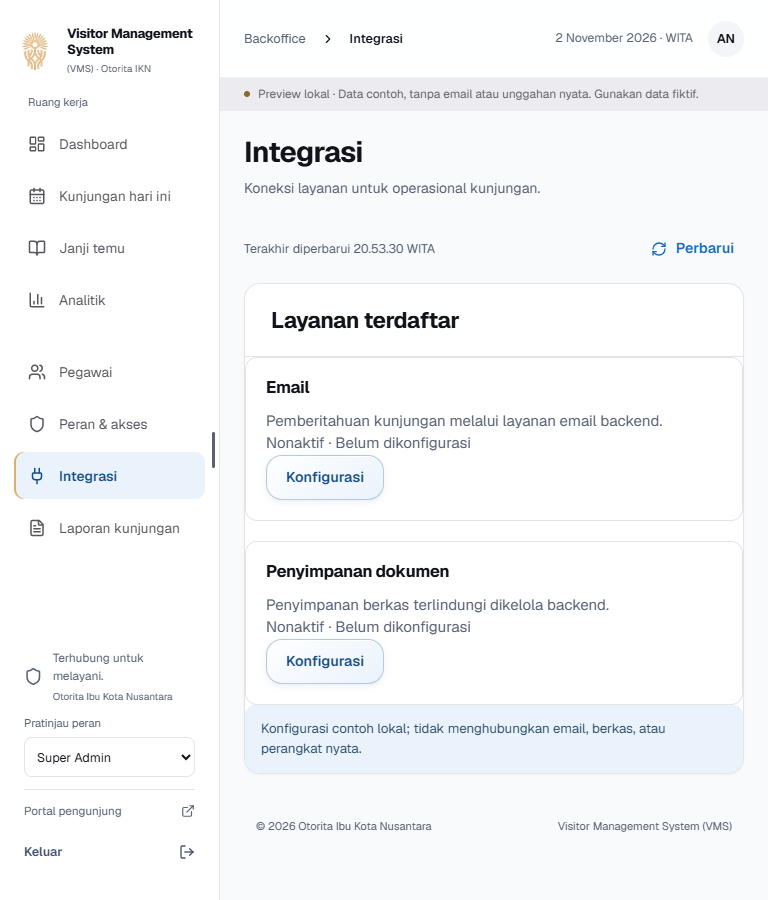 Visitor Management
System
(VMS) · Otorita IKN
Ruang kerja
Dashboard
Kunjungan hari ini
Janji temu
Analitik
Pegawai
Peran & akses
Integrasi
Laporan kunjungan
Terhubung untuk
melayani.
Otorita Ibu Kota Nusantara
Pratinjau peran
Super Admin
Portal pengunjung
Keluar
Backoffice
Integrasi
2 November 2026 · WITA
AN
Preview lokal · Data contoh, tanpa email atau unggahan nyata. Gunakan data fiktif.
Integrasi
Koneksi layanan untuk operasional kunjungan.
Terakhir diperbarui 20.53.30 WITA
Perbarui
Layanan terdaftar
Email
Pemberitahuan kunjungan melalui layanan email backend.
Nonaktif · Belum dikonfigurasi
Konfigurasi
Penyimpanan dokumen
Penyimpanan berkas terlindungi dikelola backend.
Nonaktif · Belum dikonfigurasi
Konfigurasi
Konfigurasi contoh lokal; tidak menghubungkan email, berkas, atau
perangkat nyata.
© 2026 Otorita Ibu Kota Nusantara
Visitor Management System (VMS)